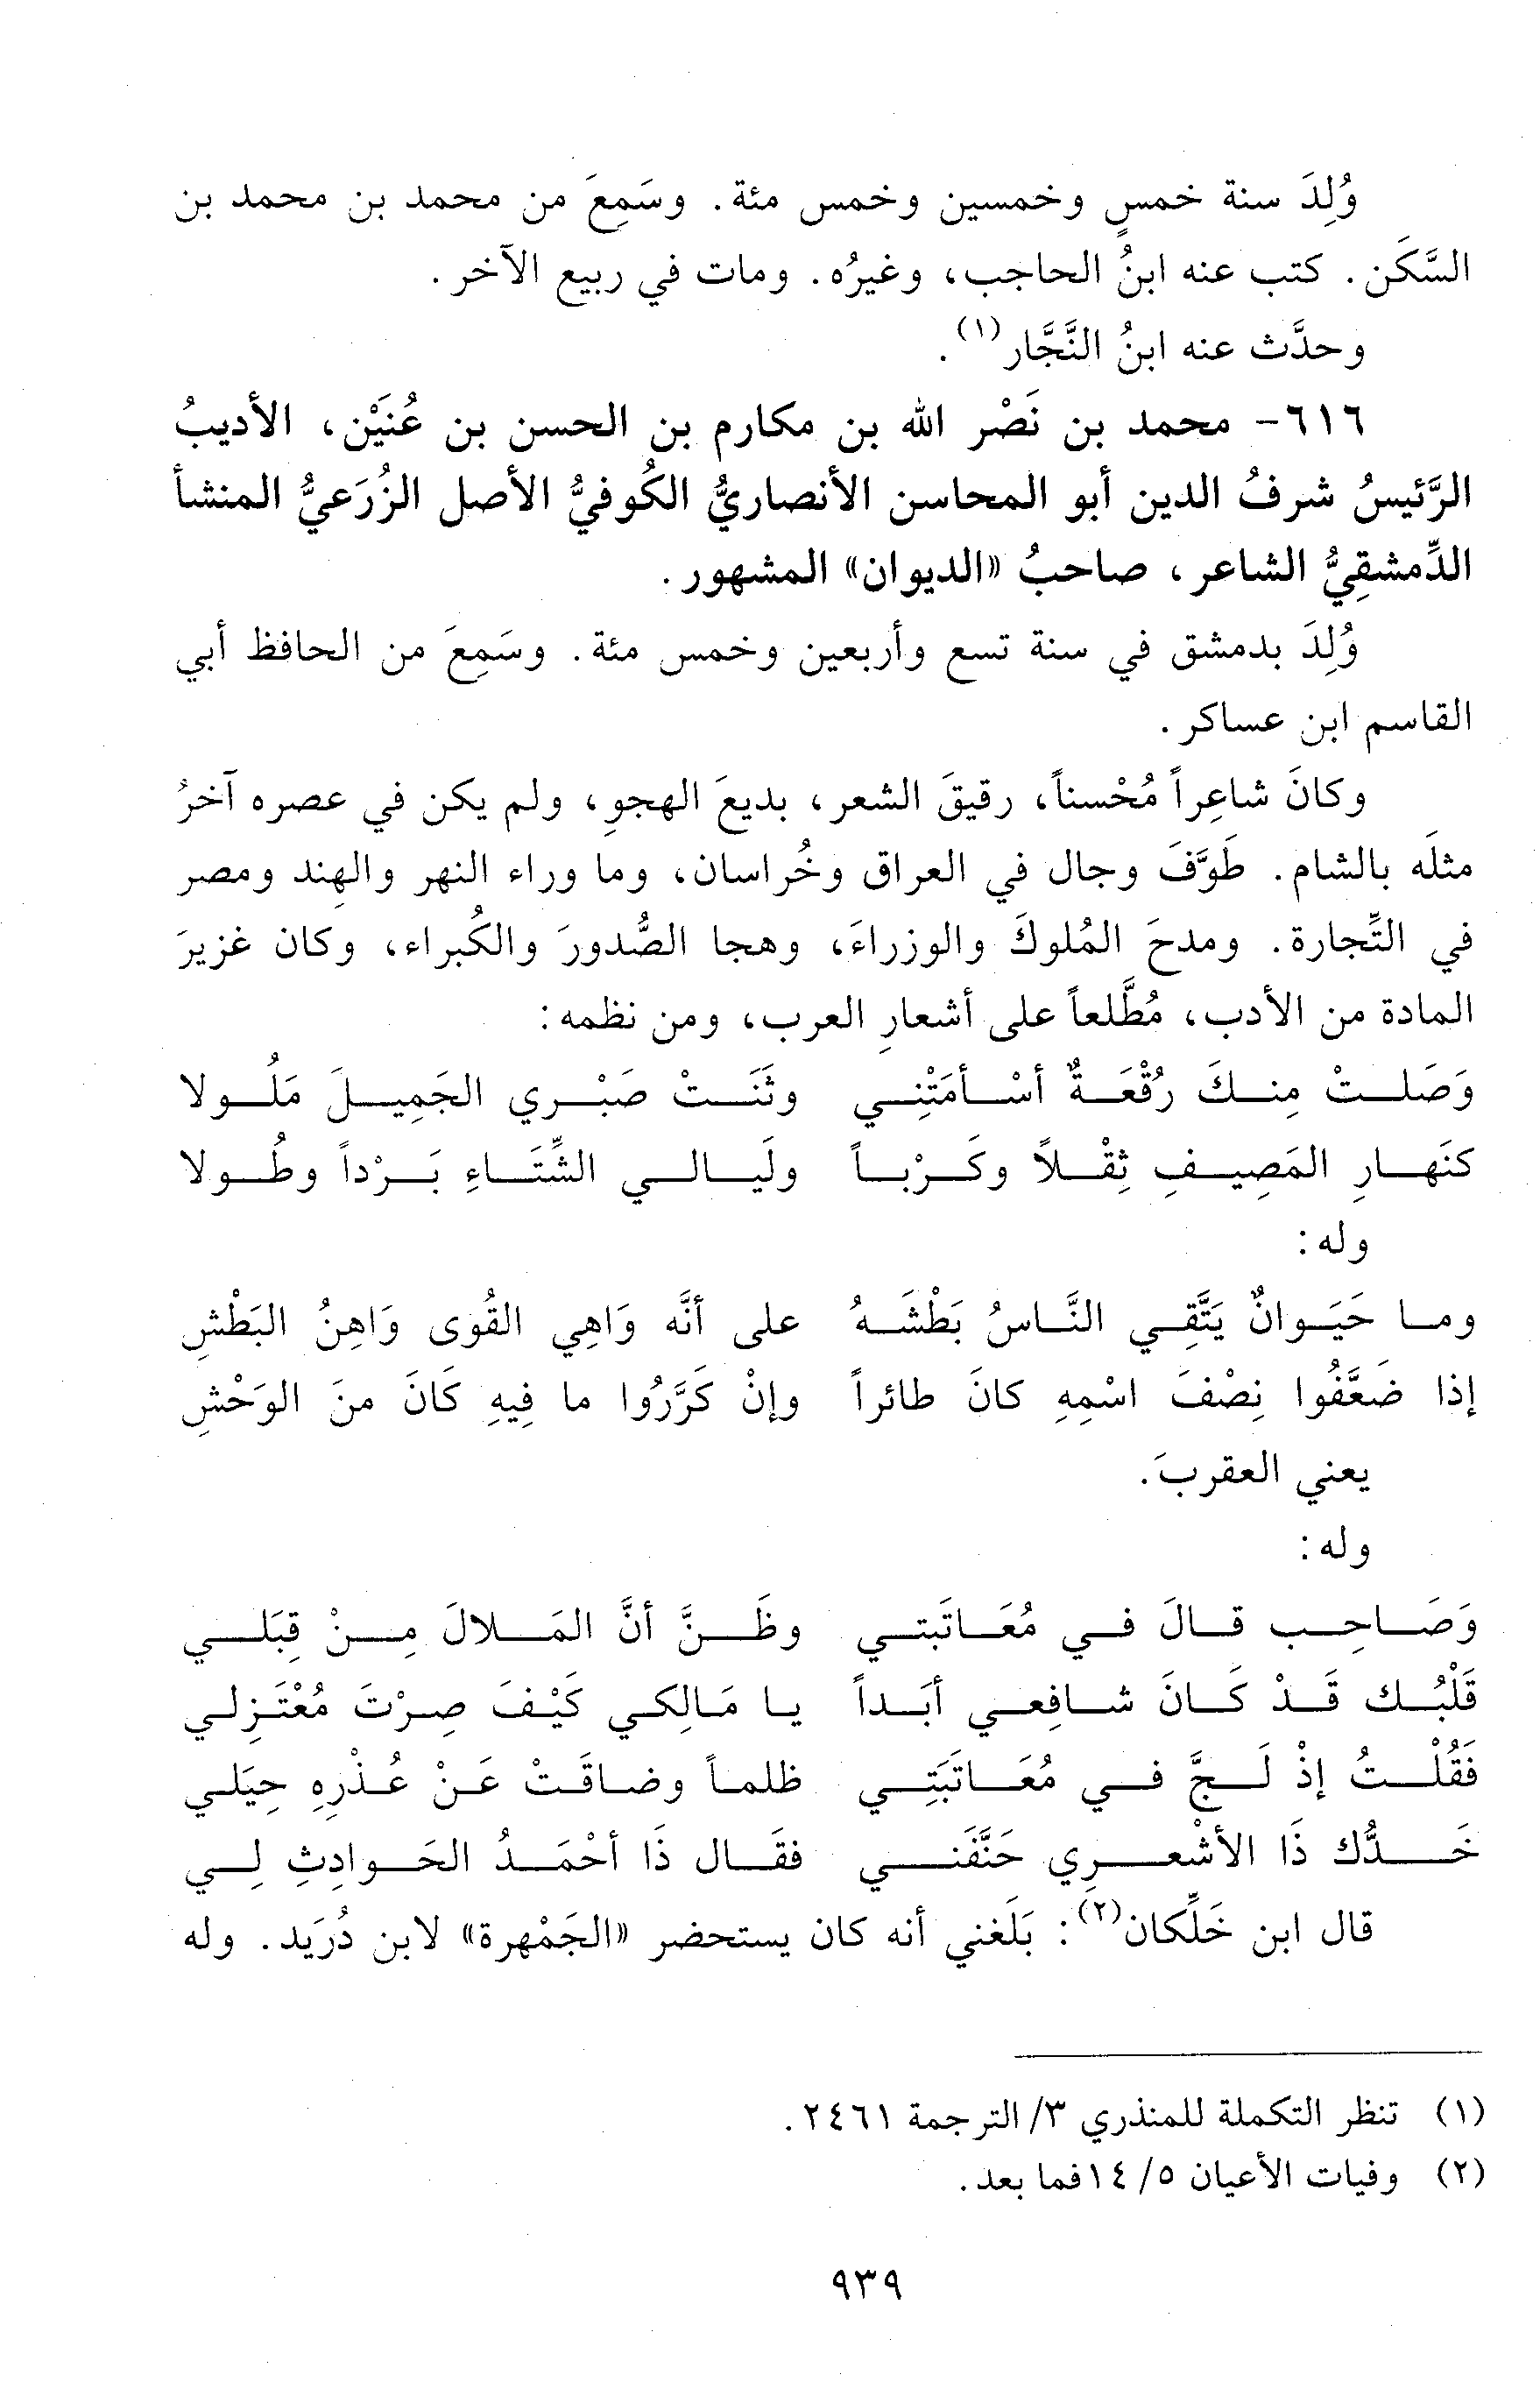 وُلِدَ سنة خمسٍ وخمسين وخمس مئة. وسَمِعَ من محمد بن محمد بن
السَّكَن. كتب عنه ابنُ الحاجب، وغيرُه. ومات في ربيع الآخر.
وحدَّث عنه ابنُ النَّجَّار(١).
٦١٦- محمد بن نَصْر الله بن مكارم بن الحسن بن عُنَيْن، الأديبُ
الرَّئيسُ شرفُ الدين أبو المحاسن الأنصاريُّ الكُوفيُّ الأصل الزُرَعيُّ المنشأ
الدِّمشقِيُّ الشاعر، صاحبُ «الديوان» المشهور.
وُلِدَ بدمشق في سنة تسع وأربعين وخمس مئة. وسَمِعَ من الحافظ أبي
القاسم ابن عساكر.
وكانَ شاعِراً مُحْسناً، رقيقَ الشعر، بديعَ الهجوِ، ولم يكن في عصره آخرُ
مثلَه بالشام. طَوَّفَ وجال في العراق وخُراسان، وما وراء النهر والهِند ومصر
في التِّجارة. ومدحَ المُلوكَ والوزراءَ، وهجا الصُّدورَ والكُبراء، وكان غزيرَ
المادة من الأدب، مُطَّلعاً على أشعارِ العرب، ومن نظمه:
وَصَلتْ مِنكَ رُقْعَةٌ أسْأمَتْنِي وثَنَتْ صَبْري الجَمِيلَ مَلُولا
كنَهارِ المَصِيفِ ثِقْلاً وكَرْباً ولَيالي الشِّتَاءِ بَرْداً وطُولا
وله:
وما حَيَوانٌ يَتَّقِي النَّاسُ بَطْشَهُ على أنَّه وَاهِي القُوى وَاهِنُ البَطْشِ
إذا ضَعَّفُوا نِصْفَ اسْمِهِ كانَ طائراً وإنْ كَرَّرُوا ما فِيهِ كَانَ منَ الوَحْشِ
يعني العقربَ.
وله:
وَصَاحِب قالَ في مُعَاتَبتي وظَنَّ أنَّ المَلالَ مِنْ قِبَلي
قَلْبُك قَدْ كَانَ شافِعي أبَداً يا مَالِكي كَيْفَ صِرْتَ مُعْتَزِلي
فَقُلْتُ إذْ لَجَّ في مُعَاتَبَتِي ظلماً وضاقَتْ عَنْ عُذْرِهِ حِيَلي
خَدُّك ذَا الأشْعرِي حَنَّفَني فقَال ذَا أحْمَدُ الحَوادِثِ لِي
قال ابن خَلِّكان(٢): بَلَغني أنه كان يستحضر «الجَمْهرة» لابن دُرَيد. وله
(١) تنظر التكملة للمنذري ٣/ الترجمة ٢٤٦١.
(٢) وفيات الأعيان ٥/ ١٤فما بعد.
٩٣٩